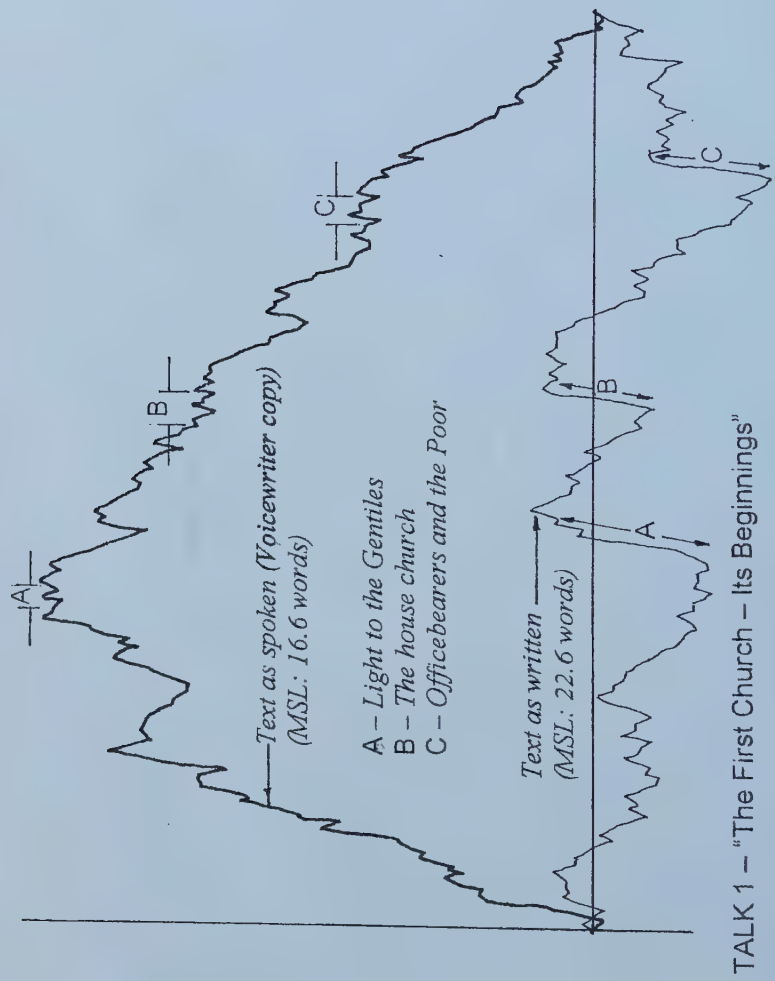 A
B
C
Text as spoken (Voicewriter copy)
(MSL: 16.6 words)
A – Light to the Gentiles
B – The house church
C – Officebearers and the Poor
Text as written
(MSL: 22.6 words)
A
B
C
TALK 1 – "The First Church – Its Beginnings"